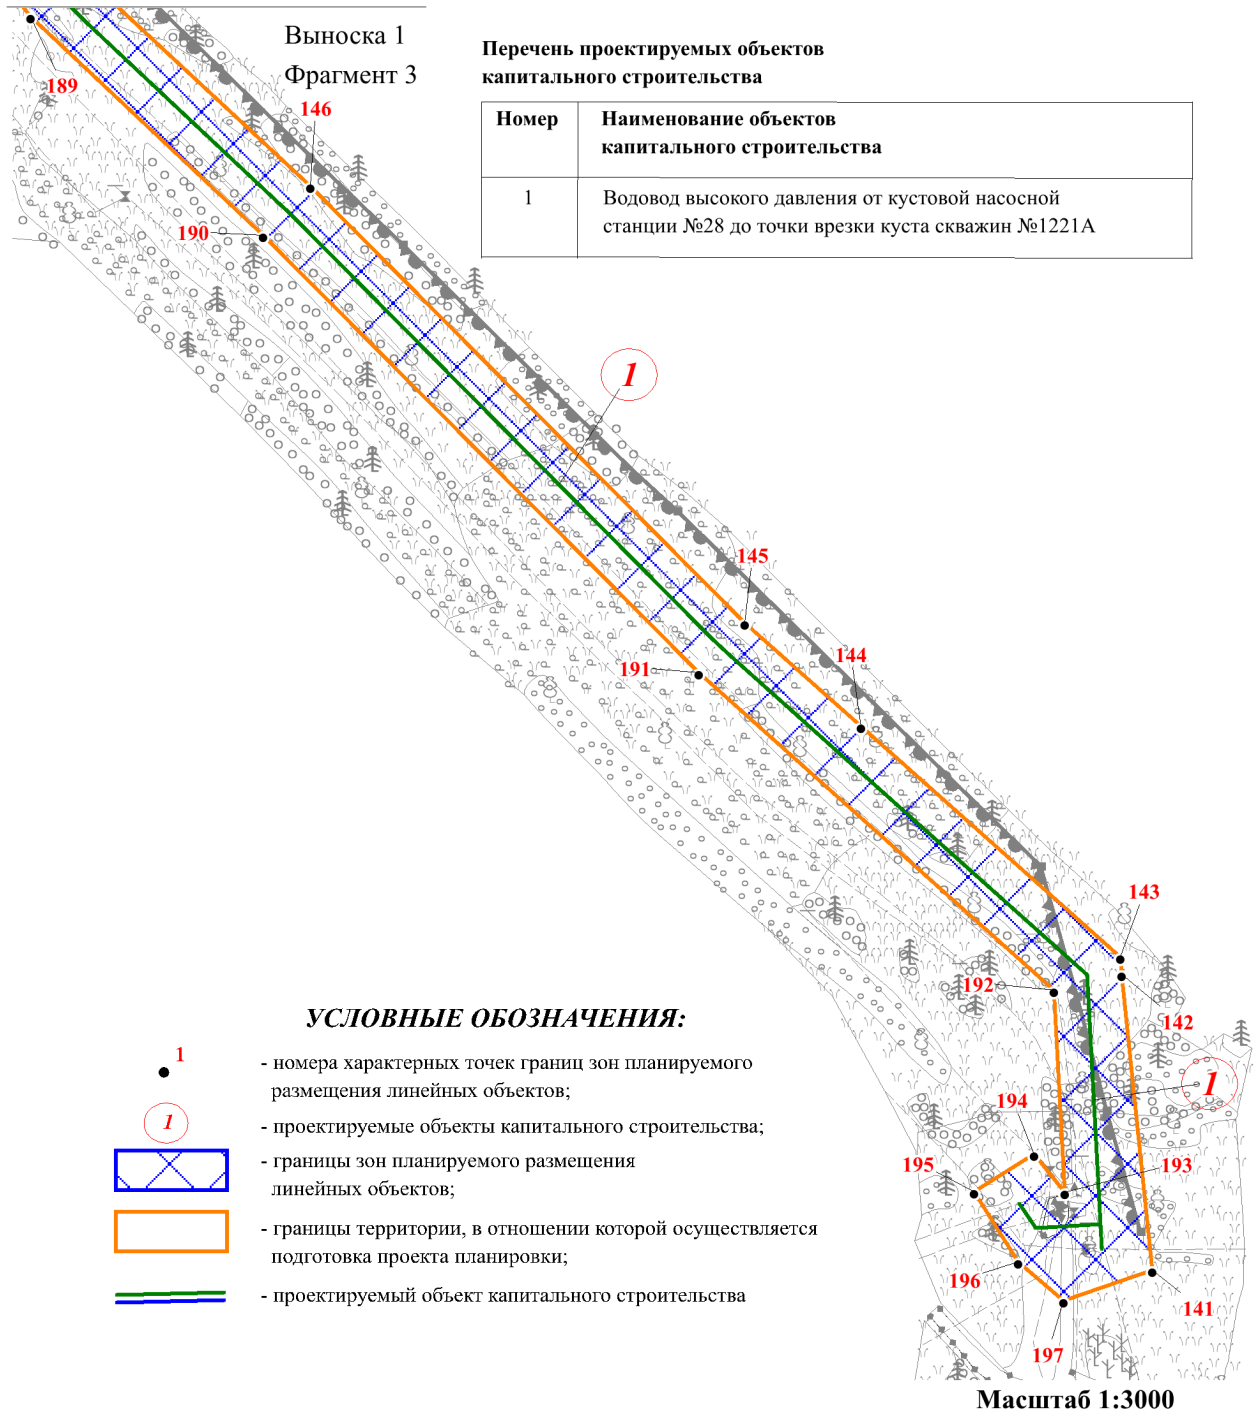 Выноска 1
Фрагмент 3
Перечень проектируемых объектов
капитального строительства
Номер
Наименование объектов
капитального строительства
1
Водовод высокого давления от кустовой насосной
станции №28 до точки врезки куста скважин №1221А
189
146
190
1
145
144
191
143
192
142
1
194
195
193
196
141
197
УСЛОВНЫЕ ОБОЗНАЧЕНИЯ:
1
- номера характерных точек границ зон планируемого
размещения линейных объектов;
1
- проектируемые объекты капитального строительства;
- границы зон планируемого размещения
линейных объектов;
- границы территории, в отношении которой осуществляется
подготовка проекта планировки;
- проектируемый объект капитального строительства
Масштаб 1:3000